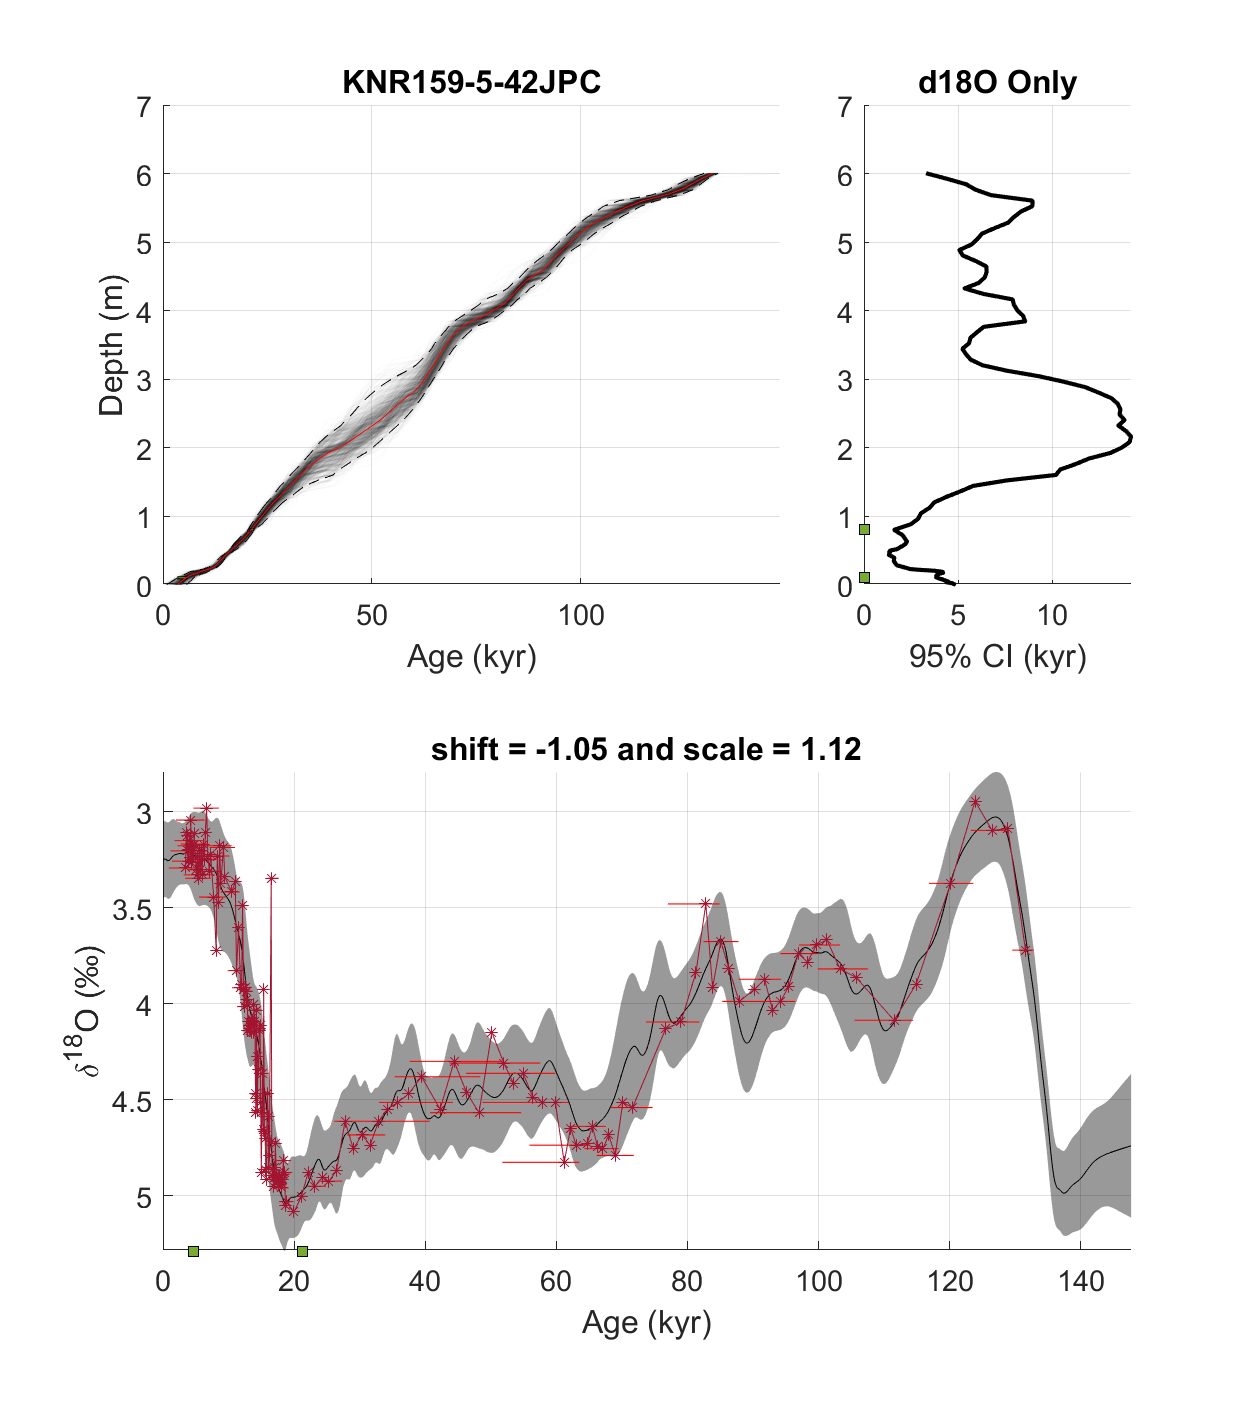 KNR159-5-42JPC
7
6
5
4
3
2
1
0
Depth (m)
0 50 100
Age (kyr)
d18O Only
7
6
5
4
3
2
1
0
0 5 10
95% CI (kyr)
shift = -1.05 and scale = 1.12
3
3.5
4
4.5
5
δ18O (‰)
0 20 40 60 80 100 120 140
Age (kyr)